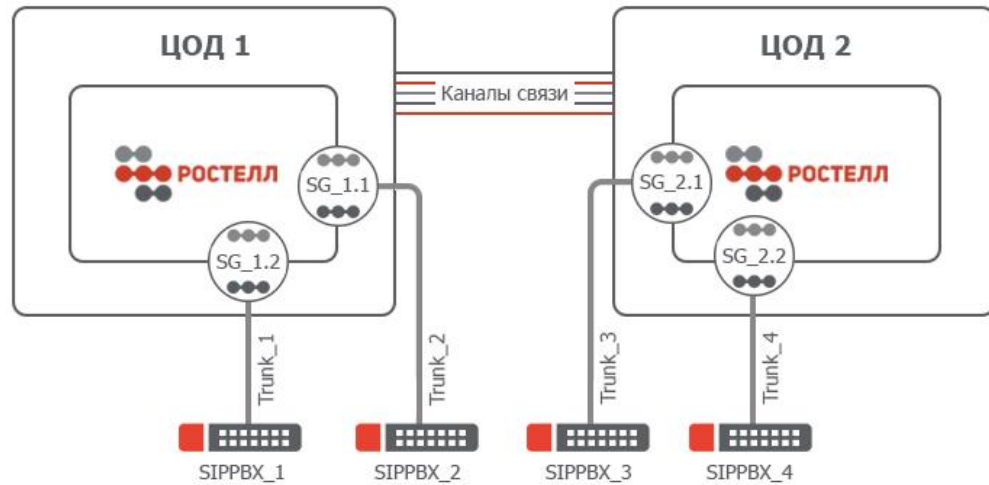 ЦОД 1
ЦОД 2
Каналы связи
РОСТЕЛЛ
SG_1.1
SG_1.2
SG_2.1
РОСТЕЛЛ
SG_2.2
Trunk_1
Trunk_2
Trunk_3
Trunk_4
SIPPBX_1
SIPPBX_2
SIPPBX_3
SIPPBX_4